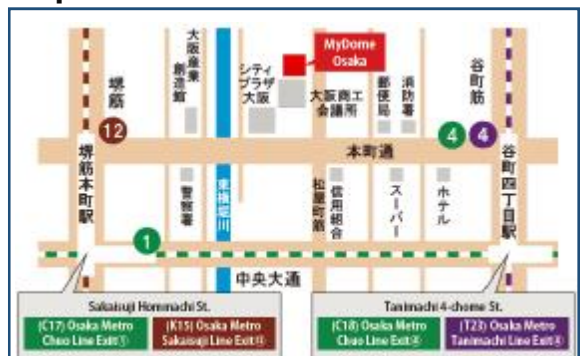 MyDome
Osaka
堺筋
大阪産業
創造館
シティ
プラザ
大阪
大阪商工
会議所
郵便局
消防署
谷町筋
12
4
4
本町通
堺筋本町駅
谷町四丁目駅
警察署
東横堀川
松屋町筋
信用組合
スーパー
ホテル
1
中央大通
Sakaisuji Hommachi St.
(C17) Osaka Metro
Chuo Line Exit①
(K15) Osaka Metro
Sakaisuji Line Exit⑫
Tanimachi 4-chome St.
(C18) Osaka Metro
Chuo Line Exit④
(T23) Osaka Metro
Tanimachi Line Exit④